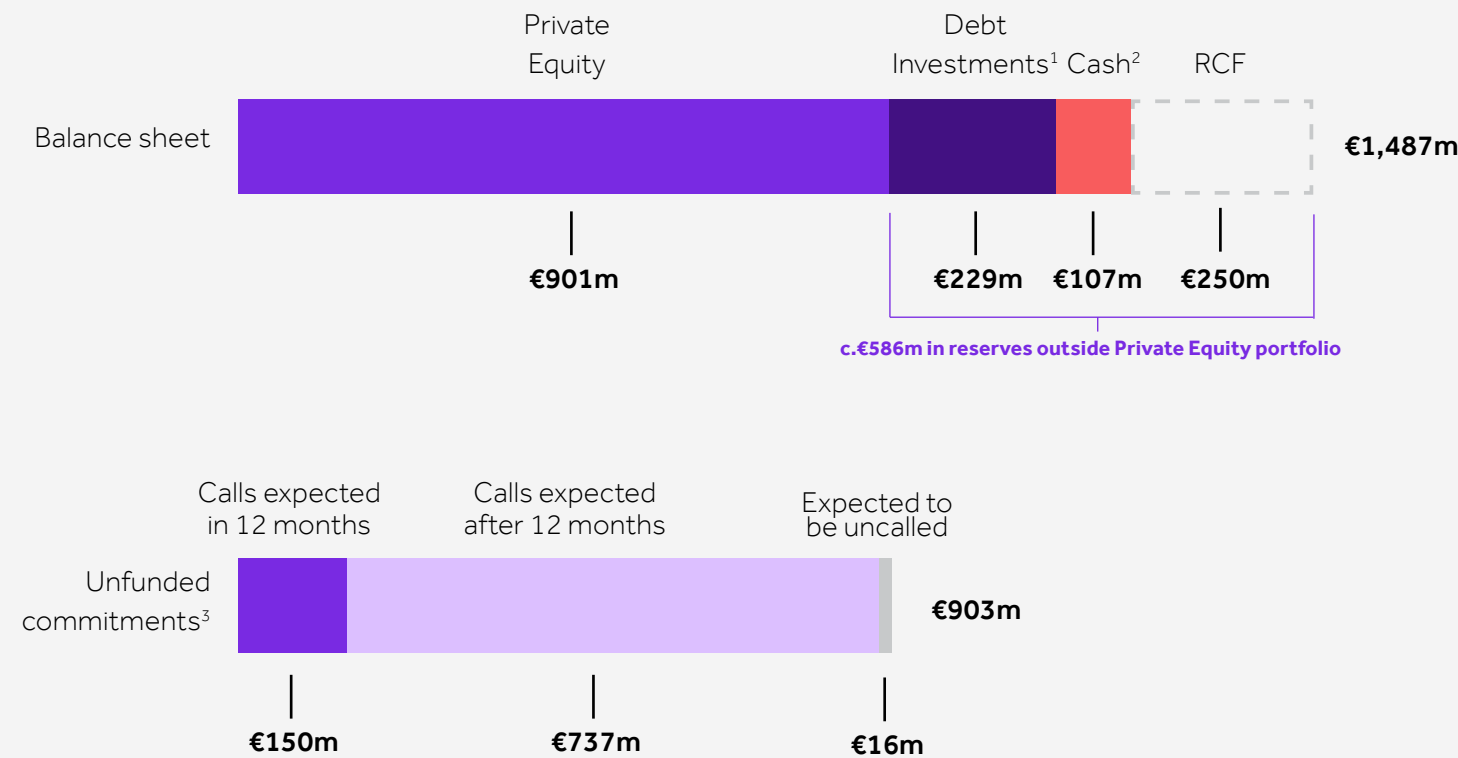 Private
Equity
Debt
Investments¹ Cash²
RCF
Balance sheet
€1,487m
€901m
€229m
€107m
€250m
c.€586m in reserves outside Private Equity portfolio
Calls expected
in 12 months
Calls expected
after 12 months
Expected to
be uncalled
Unfunded
commitments³
€903m
€150m
€737m
€16m